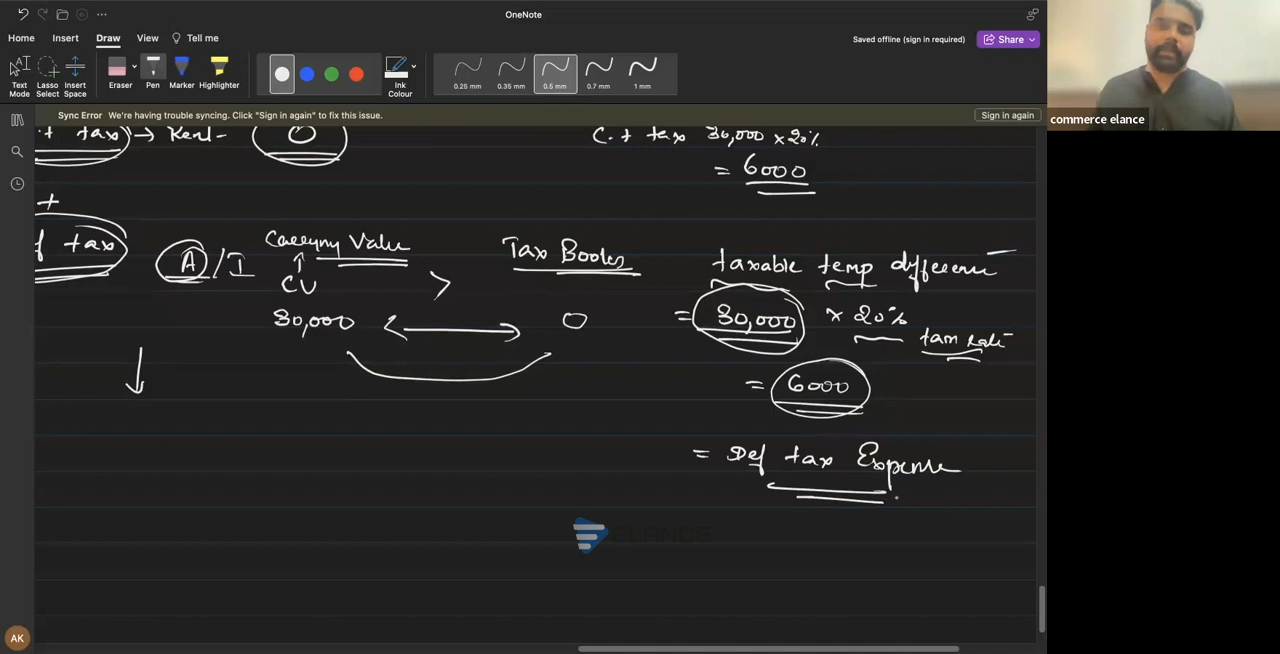 OneNote
Home Insert Draw View Tell me
Saved offline (sign in required)
Share
Text Mode
Lasso Select
Insert Space
Eraser
Pen
Marker
Highlighter
Ink Colour
0.25 mm 0.35 mm 0.5 mm 0.7 mm 1 mm
commerce elance
Sync Error We're having trouble syncing. Click "Sign in again" to fix this issue.
Sign in again
tax → Rent - 0
C.t tax 30,000 × 20%
= 6000
+
f tax
A / I
Carrying Value
Tax Books
taxable temp difference
↑
CV
>
30,000 ↔ 0
= 30,000 × 20%
tax rate
= 6000
= Def tax Expense
ELANCE
AK